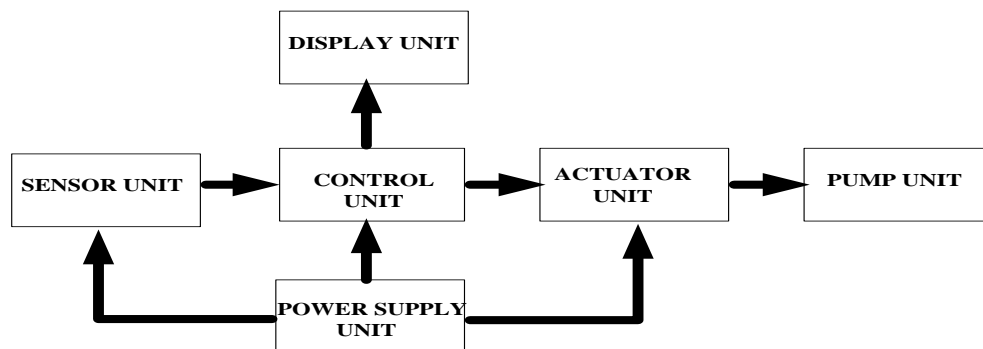 DISPLAY UNIT
SENSOR UNIT
CONTROL
UNIT
ACTUATOR
UNIT
PUMP UNIT
POWER SUPPLY
UNIT